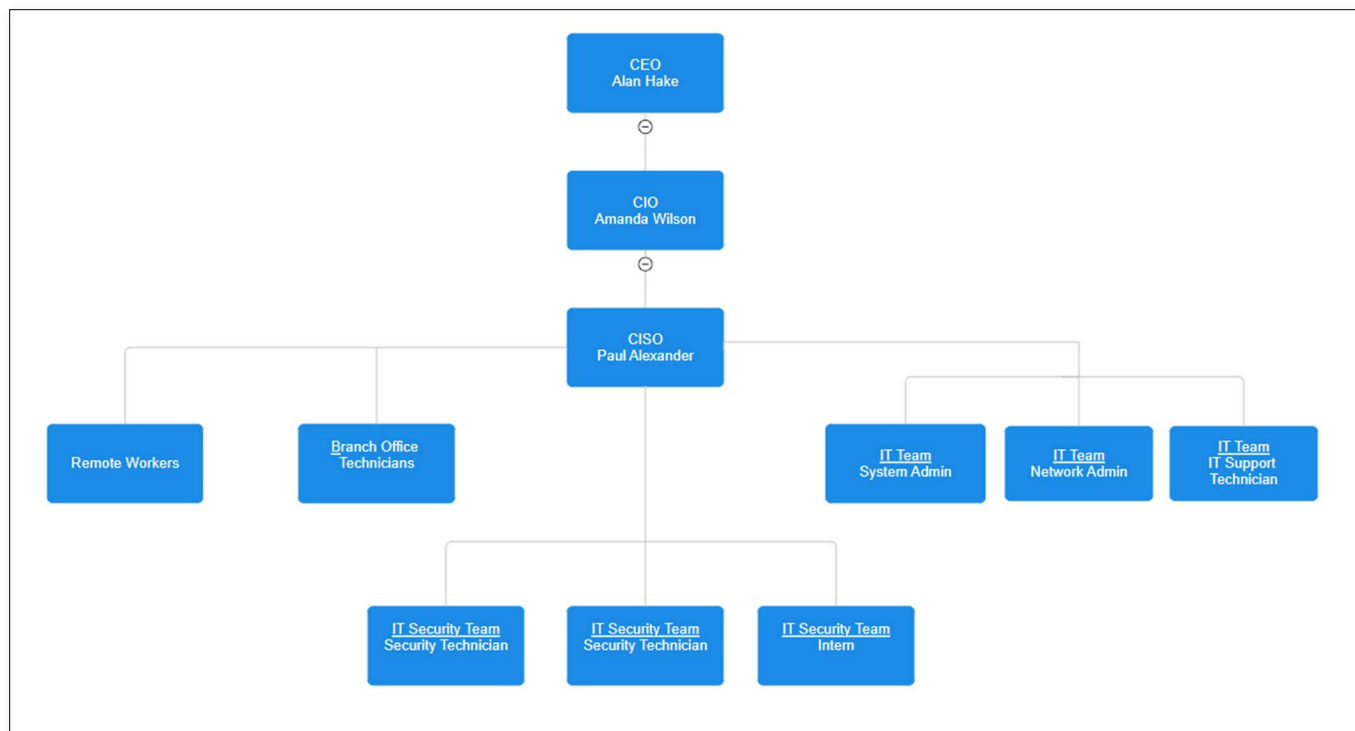 CEO
Alan Hake
CIO
Amanda Wilson
CISO
Paul Alexander
Remote Workers
Branch Office
Technicians
IT Team
System Admin
IT Team
Network Admin
IT Team
IT Support
Technician
IT Security Team
Security Technician
IT Security Team
Security Technician
IT Security Team
Intern